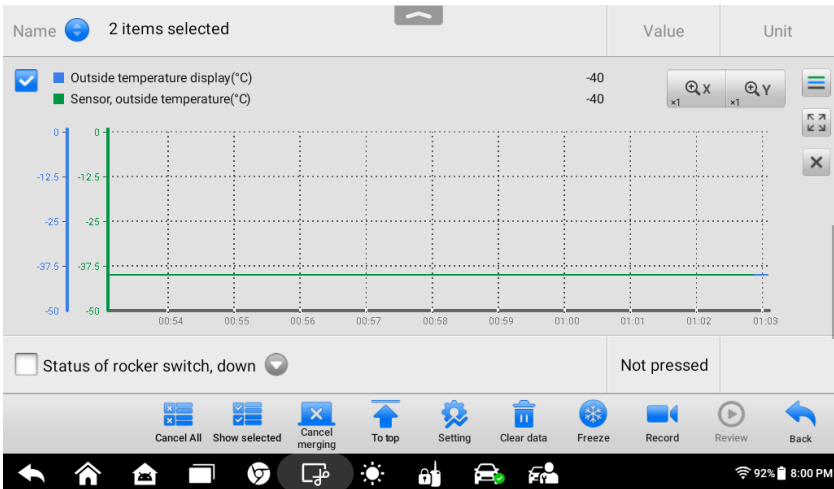 Name 2 items selected Value Unit
Outside temperature display(°C) -40
Sensor, outside temperature(°C) -40
×1 X ×1 Y
0 0
-12.5 -12.5
-25 -25
-37.5 -37.5
-50 -50
00:54 00:55 00:56 00:57 00:58 00:59 01:00 01:01 01:02 01:03
Status of rocker switch, down Not pressed
Cancel All Show selected Cancel merging To top Setting Clear data Freeze Record Review Back
92% 8:00 PM